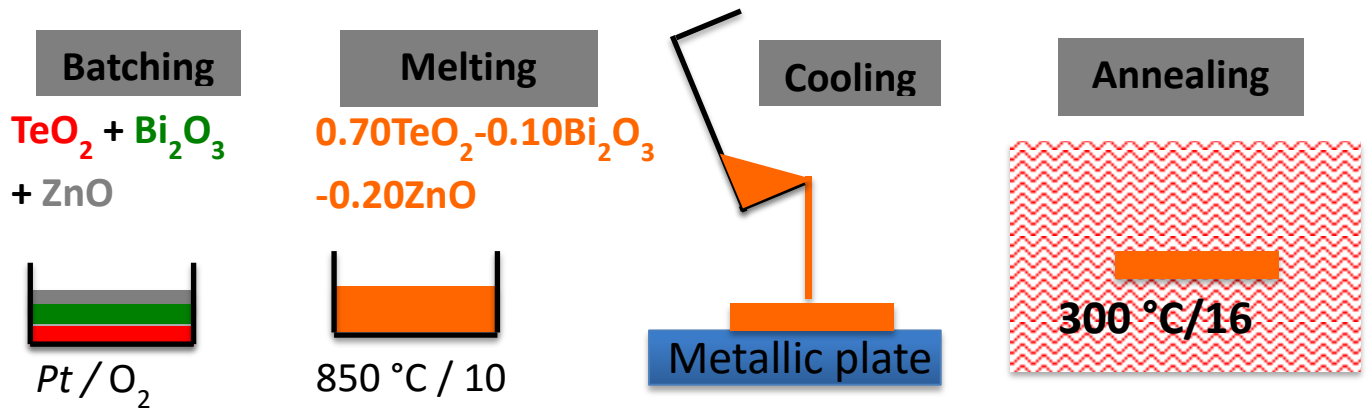 Batching
TeO₂ + Bi₂O₃
+ ZnO
Pt / O₂
Melting
0.70TeO₂-0.10Bi₂O₃
-0.20ZnO
850 °C / 10
Cooling
Metallic plate
Annealing
300 °C/16